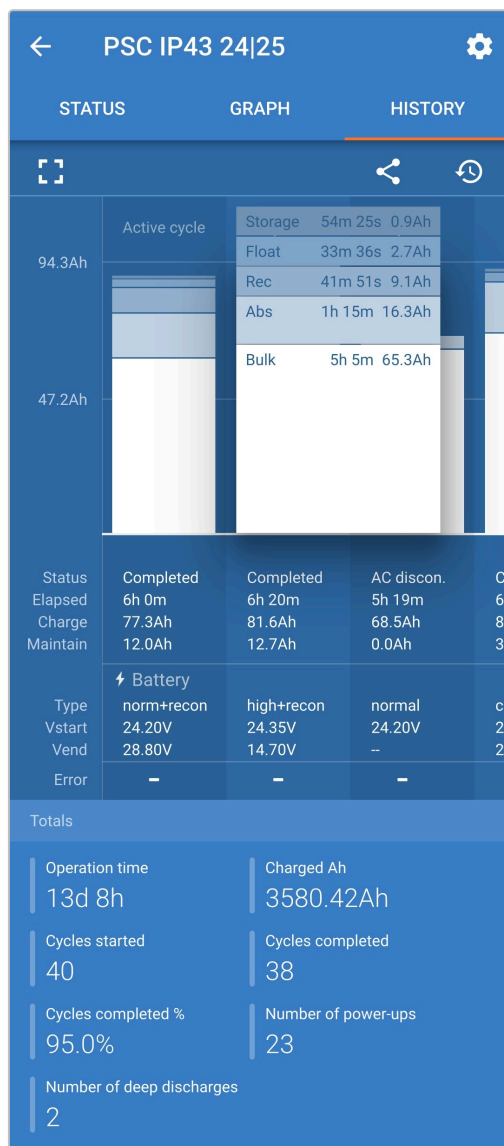 PSC IP43 24|25
STATUS GRAPH HISTORY
Active cycle
94.3Ah
47.2Ah
Storage 54m 25s 0.9Ah
Float 33m 36s 2.7Ah
Rec 41m 51s 9.1Ah
Abs 1h 15m 16.3Ah
Bulk 5h 5m 65.3Ah
Status Completed Completed AC discon. C
Elapsed 6h 0m 6h 20m 5h 19m 6
Charge 77.3Ah 81.6Ah 68.5Ah 8
Maintain 12.0Ah 12.7Ah 0.0Ah 3
Battery
Type norm+recon high+recon normal c
Vstart 24.20V 24.35V 24.20V 2
Vend 28.80V 14.70V -- 2
Error – – –
Totals
Operation time Charged Ah
13d 8h 3580.42Ah
Cycles started Cycles completed
40 38
Cycles completed % Number of power-ups
95.0% 23
Number of deep discharges
2